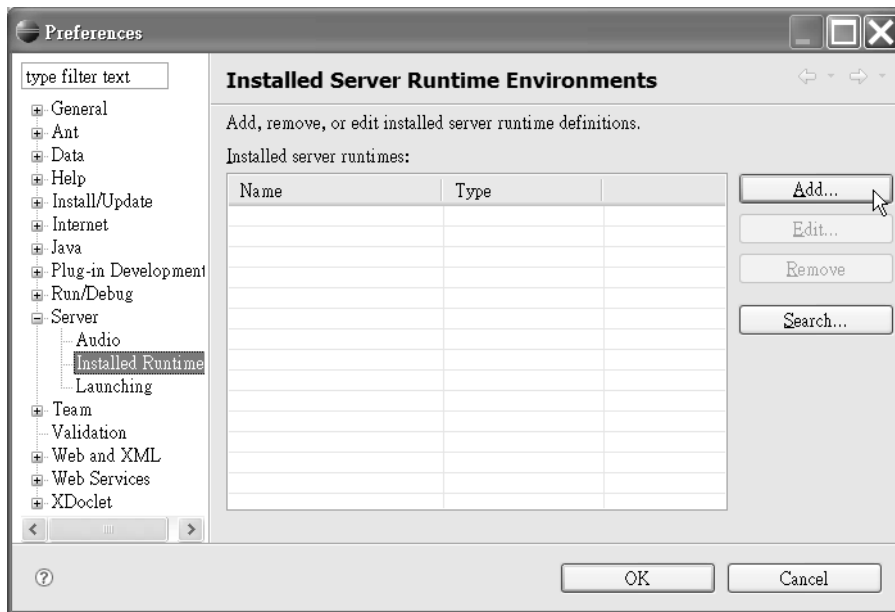 Preferences
type filter text
General
Ant
Data
Help
Install/Update
Internet
Java
Plug-in Development
Run/Debug
Server
Audio
Installed Runtime
Launching
Team
Validation
Web and XML
Web Services
XDoclet
Installed Server Runtime Environments
Add, remove, or edit installed server runtime definitions.
Installed server runtimes:
Name Type
Add...
Edit...
Remove
Search...
?
OK Cancel